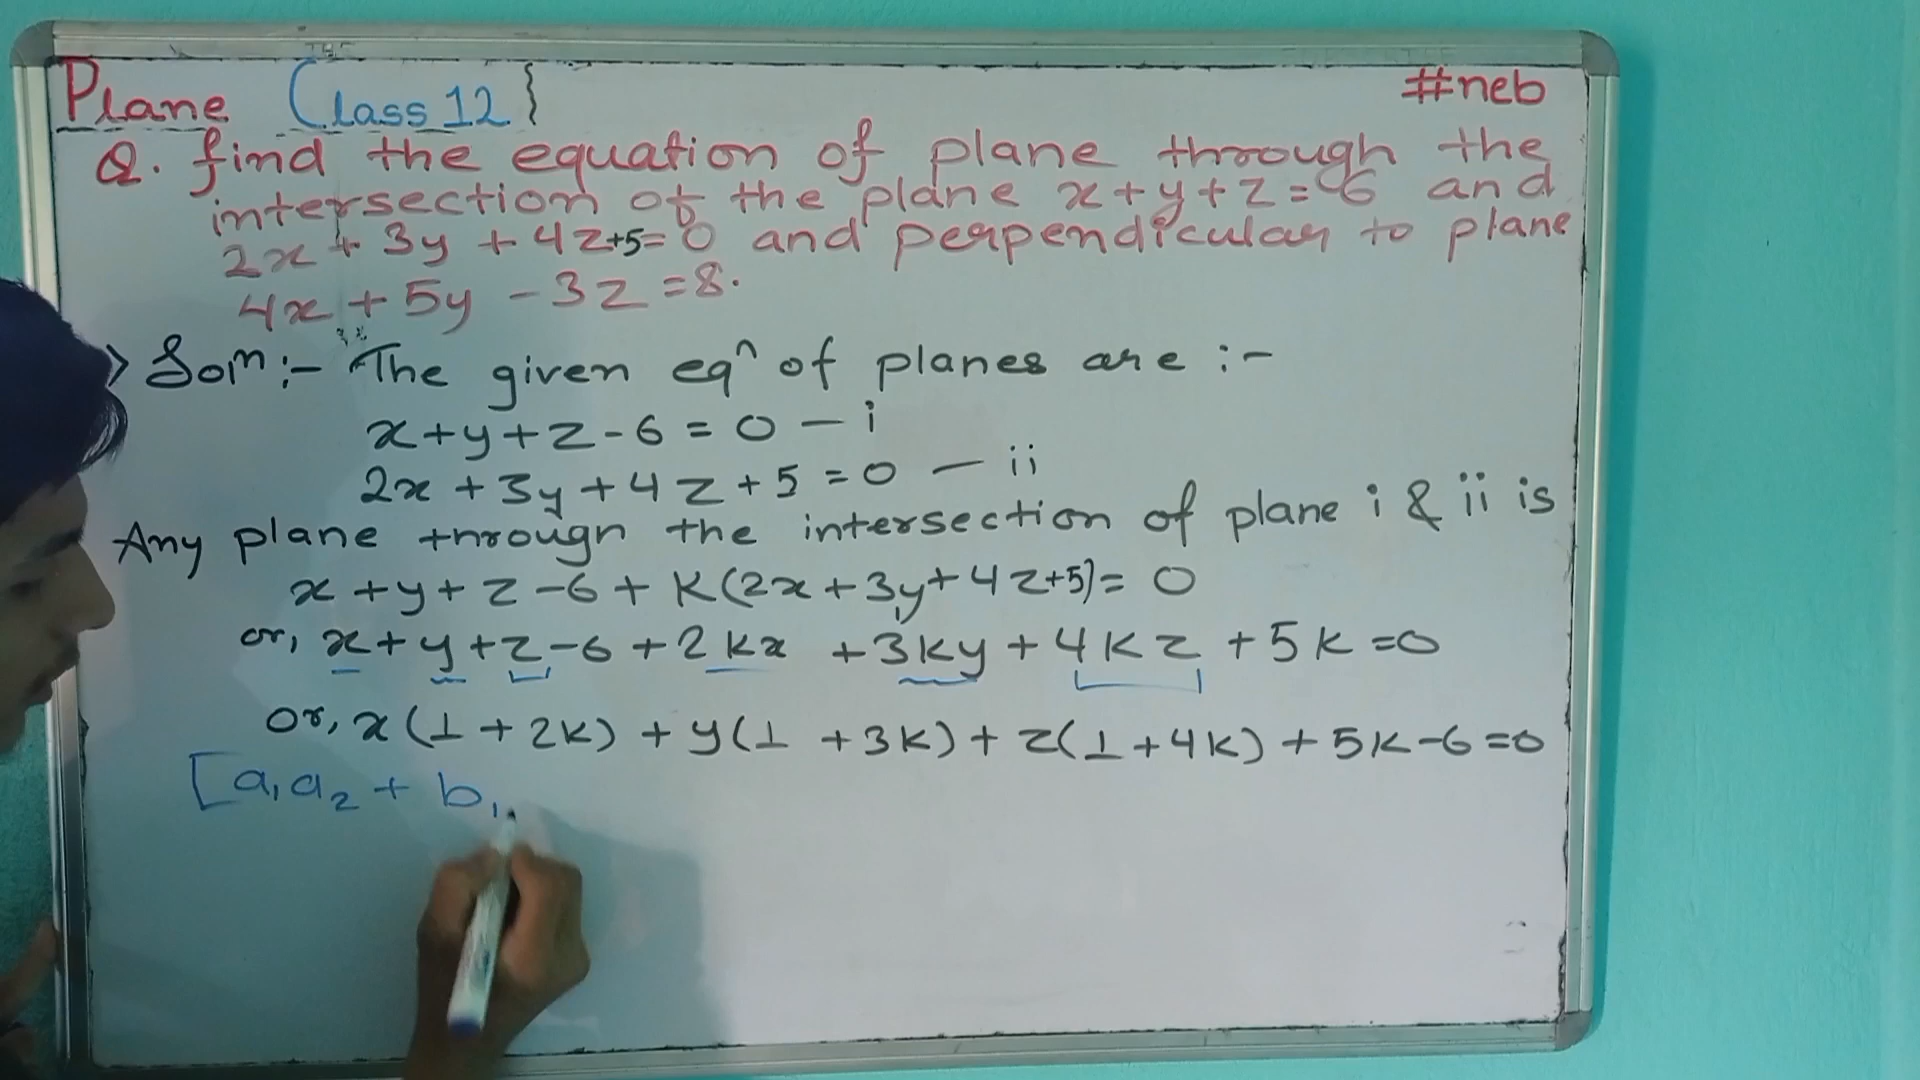 Plane (Class 12}
#neb
Q. find the equation of plane through the
intersection of the plane x+y+z=6 and
2x + 3y + 4z+5=0 and perpendicular to plane
4x + 5y - 3z =8.
> Solⁿ:- The given eqⁿ of planes are :-
x+y+z-6 = 0 — i
2x +3y+4z+5 =0 — ii
Any plane through the intersection of plane i & ii is
x+y+z-6+K(2x+3y+4z+5)=0
or, x+y+z-6+2kx +3ky+4kz+5k=0
or, x(1+2k)+y(1+3k)+z(1+4k)+5k-6=0
[a₁a₂ + b₁